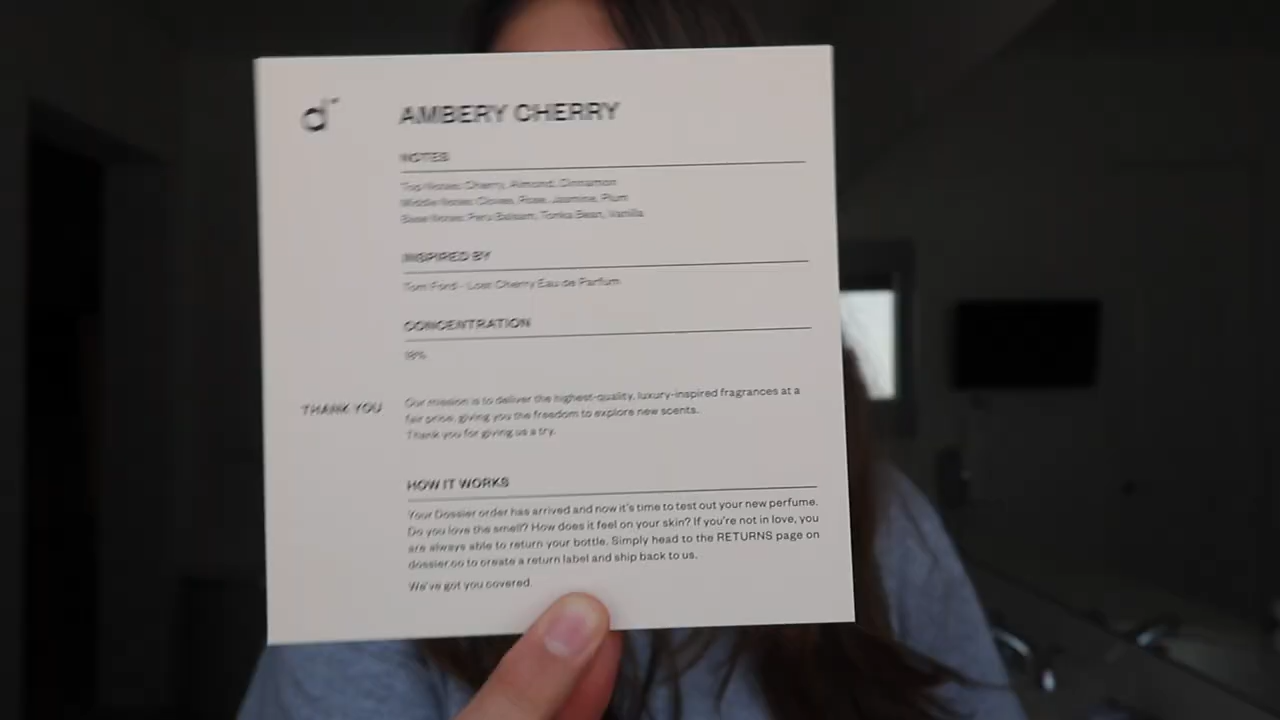 d
AMBERY CHERRY
NOTES
Top Notes: Cherry, Almond, Cinnamon
Middle Notes: Cloves, Rose, Jasmine, Plum
Base Notes: Peru Balsam, Tonka Bean, Vanilla
INSPIRED BY
Tom Ford - Lost Cherry Eau de Parfum
CONCENTRATION
18%
THANK YOU
Our mission is to deliver the highest-quality, luxury-inspired fragrances at a
fair price, giving you the freedom to explore new scents.
Thank you for giving us a try.
HOW IT WORKS
Your Dossier order has arrived and now it's time to test out your new perfume.
Do you love the smell? How does it feel on your skin? If you're not in love, you
are always able to return your bottle. Simply head to the RETURNS page on
dossier.co to create a return label and ship back to us.
We've got you covered.